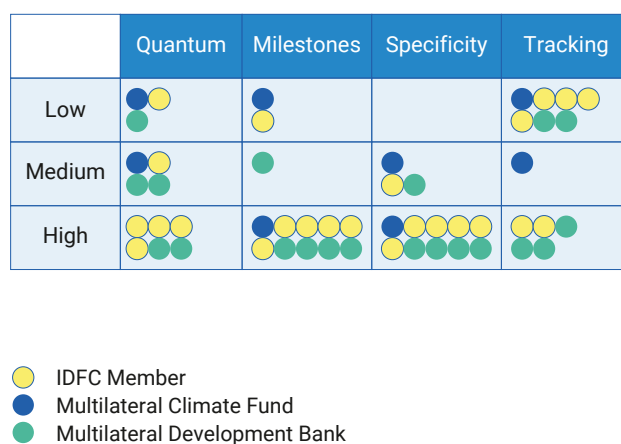 Quantum Milestones Specificity Tracking
Low
Medium
High
IDFC Member
Multilateral Climate Fund
Multilateral Development Bank